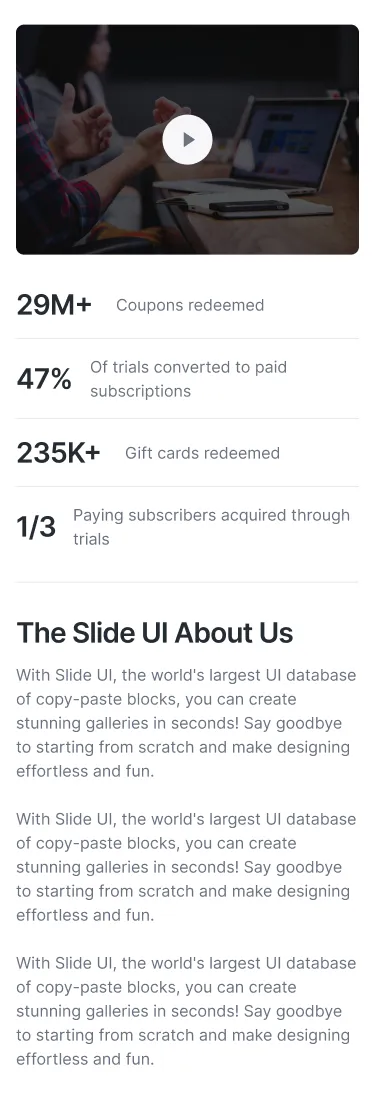 29M+ Coupons redeemed
47% Of trials converted to paid
subscriptions
235K+ Gift cards redeemed
1/3 Paying subscribers acquired through
trials
The Slide UI About Us
With Slide UI, the world's largest UI database
of copy-paste blocks, you can create
stunning galleries in seconds! Say goodbye
to starting from scratch and make designing
effortless and fun.
With Slide UI, the world's largest UI database
of copy-paste blocks, you can create
stunning galleries in seconds! Say goodbye
to starting from scratch and make designing
effortless and fun.
With Slide UI, the world's largest UI database
of copy-paste blocks, you can create
stunning galleries in seconds! Say goodbye
to starting from scratch and make designing
effortless and fun.